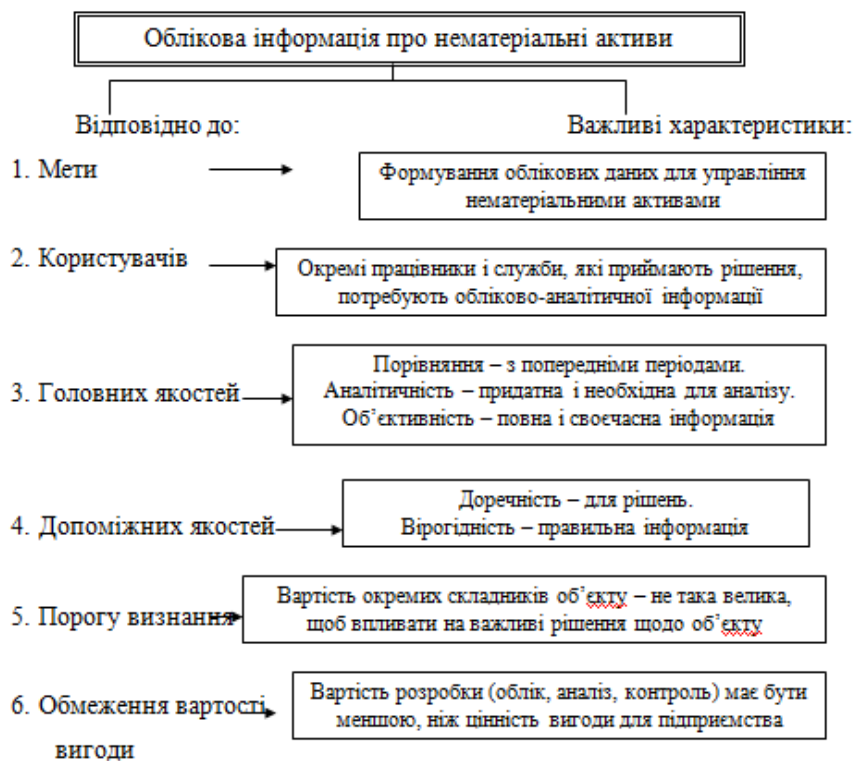 Облікова інформація про нематеріальні активи
Відповідно до:
Важливі характеристики:
1. Мети
Формування облікових даних для управління
нематеріальними активами
2. Користувачів
Окремі працівники і служби, які приймають рішення,
потребують обліково-аналітичної інформації
3. Головних якостей
Порівняння – з попередніми періодами.
Аналітичність – придатна і необхідна для аналізу.
Об’єктивність – повна і своєчасна інформація
4. Допоміжних якостей
Доречність – для рішень.
Вірогідність – правильна інформація
5. Порогу визнання
Вартість окремих складників об’єкту – не така велика,
щоб впливати на важливі рішення щодо об’єкту
6. Обмеження вартості
вигоди
Вартість розробки (облік, аналіз, контроль) має бути
меншою, ніж цінність вигоди для підприємства